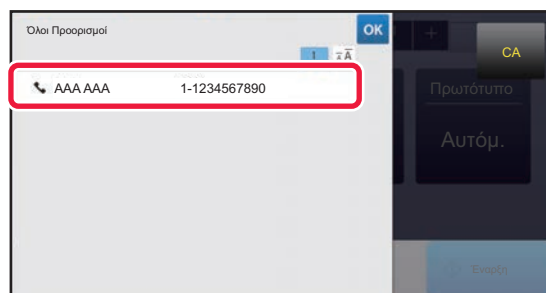 Όλοι Προορισμοί
OK
CA
1
AAA AAA
1-1234567890
Πρωτότυπο
Αυτόμ.
Έναρξη